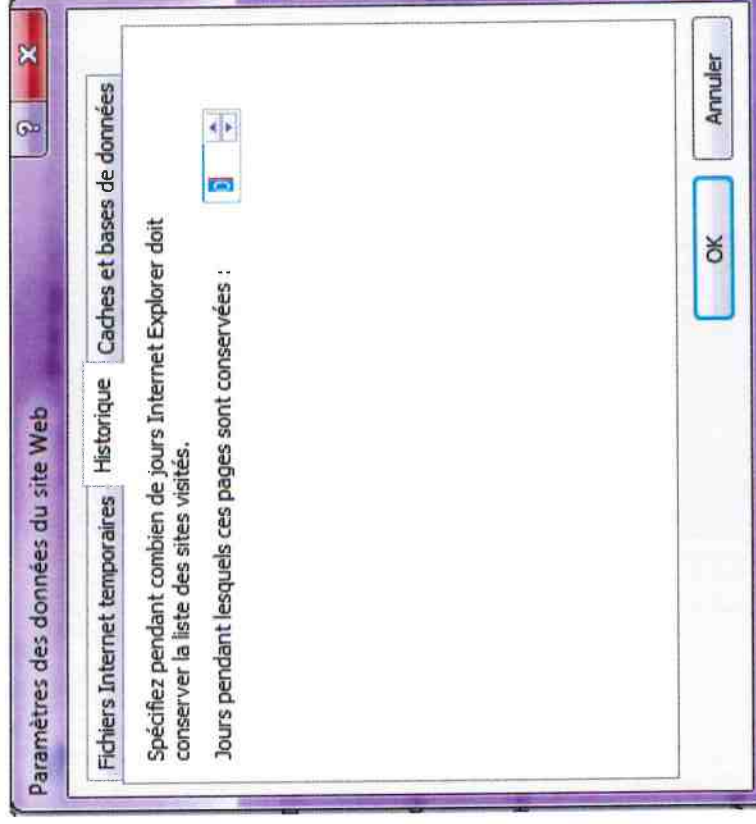 Paramètres des données du site Web
Fichiers Internet temporaires Historique Caches et bases de données
Spécifiez pendant combien de jours Internet Explorer doit
conserver la liste des sites visités.
Jours pendant lesquels ces pages sont conservées : 0
OK Annuler